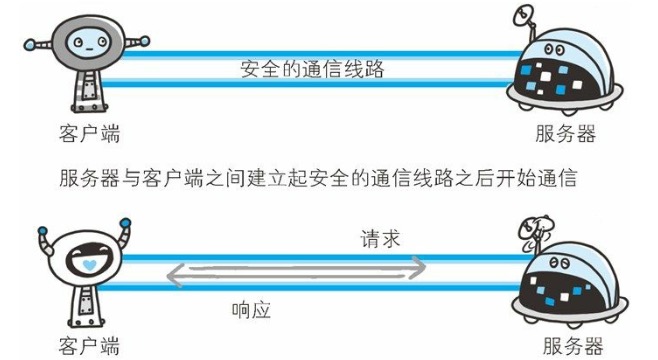 安全的通信线路
客户端
服务器
服务器与客户端之间建立起安全的通信线路之后开始通信
请求
响应
客户端
服务器